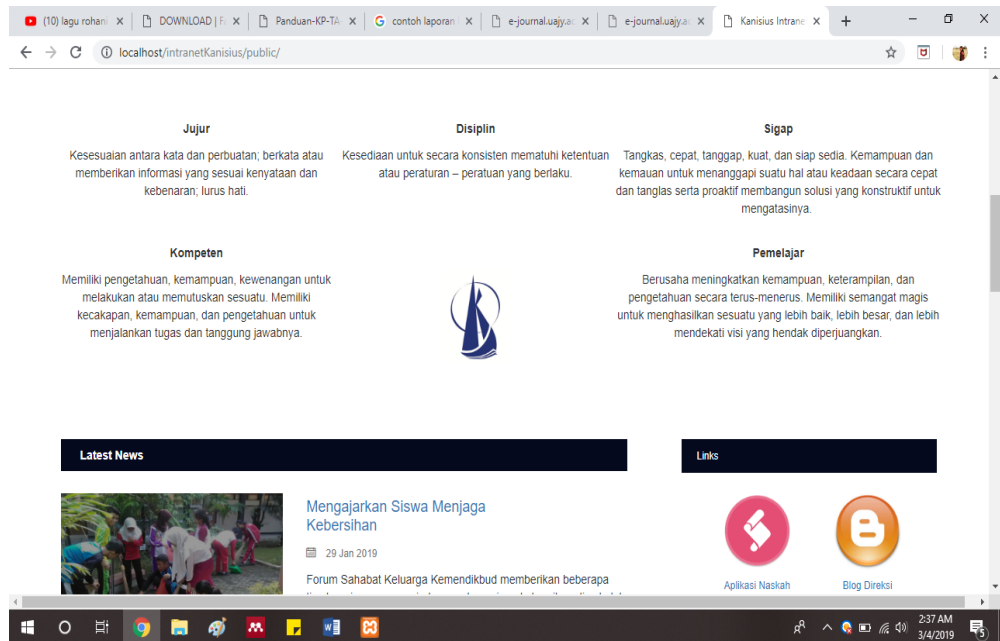 (10) lagu rohani
DOWNLOAD | F
Panduan-KP-TA
contoh laporan
e-journal.uajy.ac
e-journal.uajy.ac
Kanisius Intrane
localhost/intranetKanisius/public/
Jujur
Kesesuaian antara kata dan perbuatan; berkata atau
memberikan informasi yang sesuai kenyataan dan
kebenaran; lurus hati.
Disiplin
Kesediaan untuk secara konsisten mematuhi ketentuan
atau peraturan – peratuan yang berlaku.
Sigap
Tangkas, cepat, tanggap, kuat, dan siap sedia. Kemampuan dan
kemauan untuk menanggapi suatu hal atau keadaan secara cepat
dan tanglas serta proaktif membangun solusi yang konstruktif untuk
mengatasinya.
Kompeten
Memiliki pengetahuan, kemampuan, kewenangan untuk
melakukan atau memutuskan sesuatu. Memiliki
kecakapan, kemampuan, dan pengetahuan untuk
menjalankan tugas dan tanggung jawabnya.
Pemelajar
Berusaha meningkatkan kemampuan, keterampilan, dan
pengetahuan secara terus-menerus. Memiliki semangat magis
untuk menghasilkan sesuatu yang lebih baik, lebih besar, dan lebih
mendekati visi yang hendak diperjuangkan.
Latest News
Mengajarkan Siswa Menjaga
Kebersihan
29 Jan 2019
Forum Sahabat Keluarga Kemendikbud memberikan beberapa
Links
Aplikasi Naskah
Blog Direksi
2:37 AM
3/4/2019
5